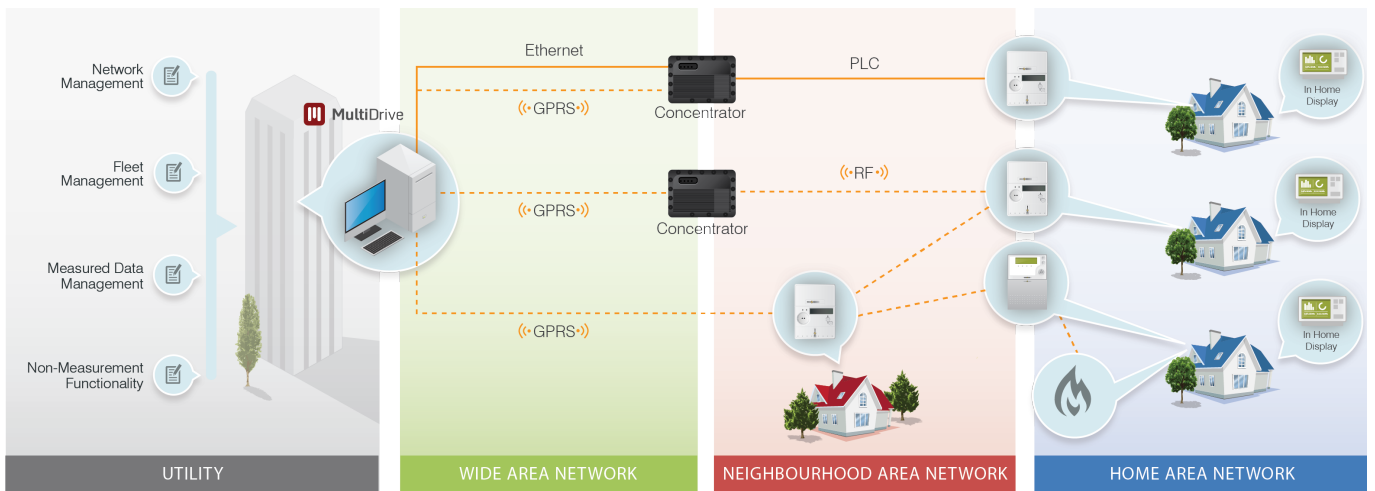 Network
Management
Fleet
Management
Measured Data
Management
Non-Measurement
Functionality
MultiDrive
Ethernet
GPRS
Concentrator
PLC
GPRS
Concentrator
RF
GPRS
In Home
Display
In Home
Display
In Home
Display
UTILITY
WIDE AREA NETWORK
NEIGHBOURHOOD AREA NETWORK
HOME AREA NETWORK